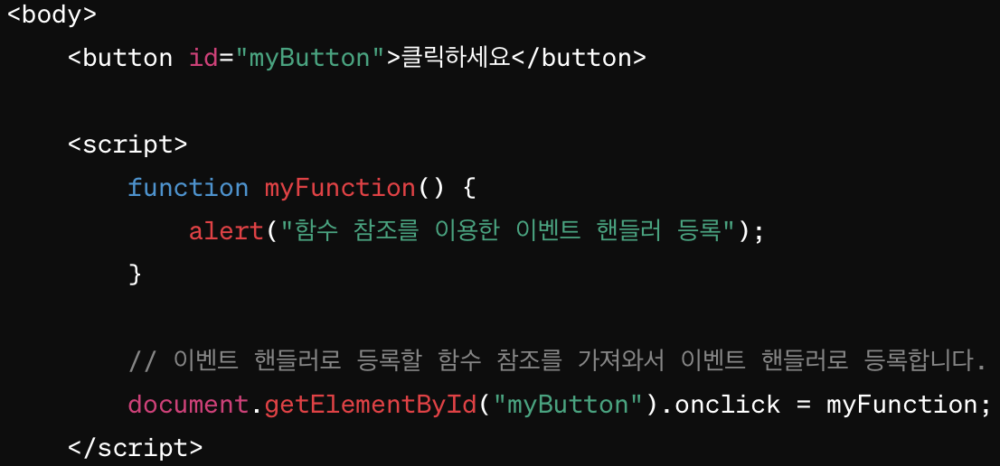 <body>
<button id="myButton">클릭하세요</button>
<script>
function myFunction() {
alert("함수 참조를 이용한 이벤트 핸들러 등록");
}
// 이벤트 핸들러로 등록할 함수 참조를 가져와서 이벤트 핸들러로 등록합니다.
document.getElementById("myButton").onclick = myFunction;
</script>